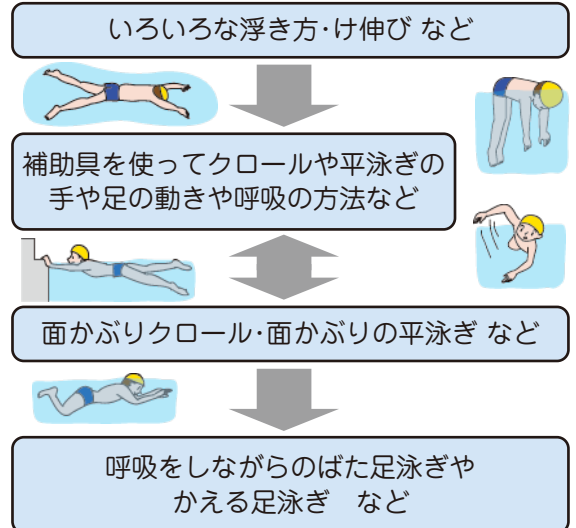 いろいろな浮き方･け伸び など
補助具を使ってクロールや平泳ぎの
手や足の動きや呼吸の方法など
面かぶりクロール･面かぶりの平泳ぎ など
呼吸をしながらのばた足泳ぎや
かえる足泳ぎ　など